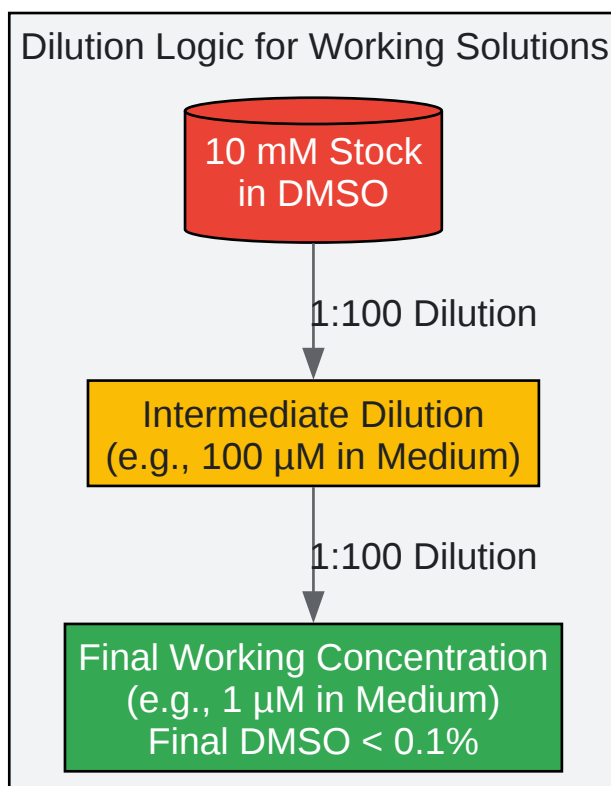 Dilution Logic for Working Solutions
10 mM Stock
in DMSO
1:100 Dilution
Intermediate Dilution
(e.g., 100 µM in Medium)
1:100 Dilution
Final Working Concentration
(e.g., 1 µM in Medium)
Final DMSO < 0.1%